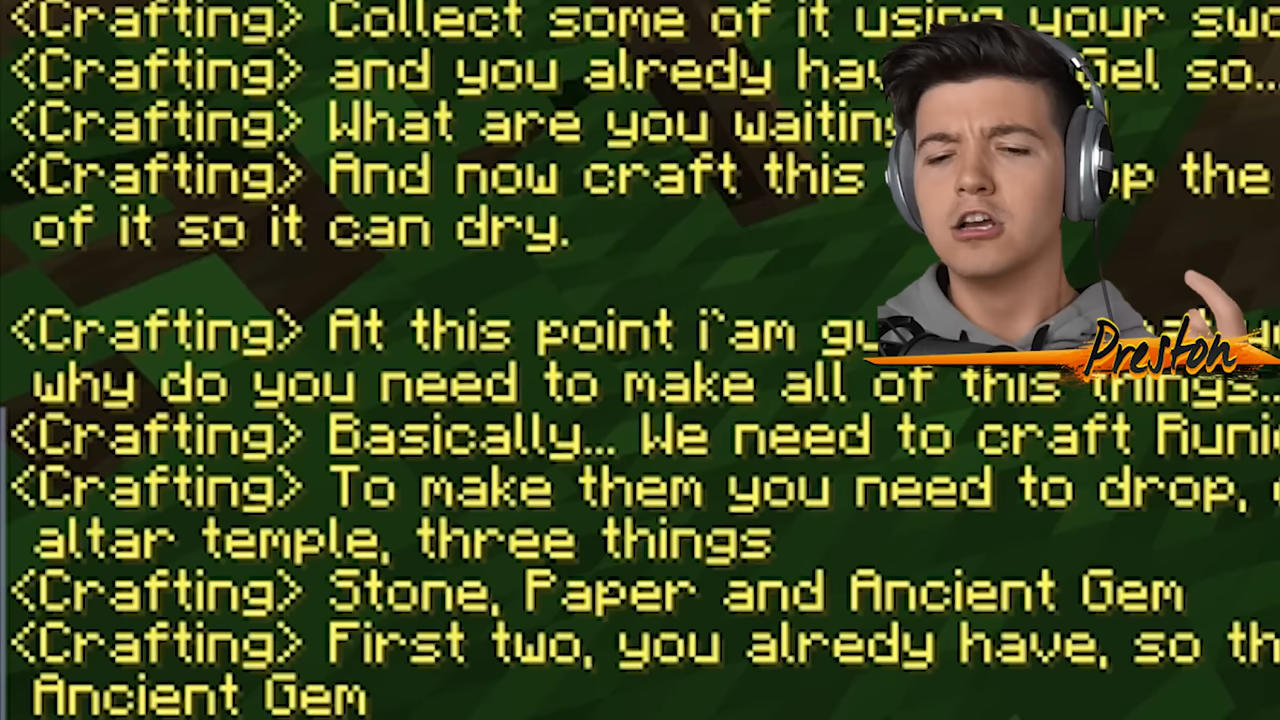 <Crafting> Collect some of it using your
<Crafting> and you alredy Gel so..
<Crafting> What are you
<Crafting> And now craft this the
of it so it can dry.
<Crafting> At this point i`am
why do you need to make all of this things..
<Crafting> Basically... We need to craft
<Crafting> To make them you need to drop,
altar temple, three things
<Crafting> Stone, Paper and Ancient Gem
<Crafting> First two, you alredy have, so
Ancient Gem
Preston